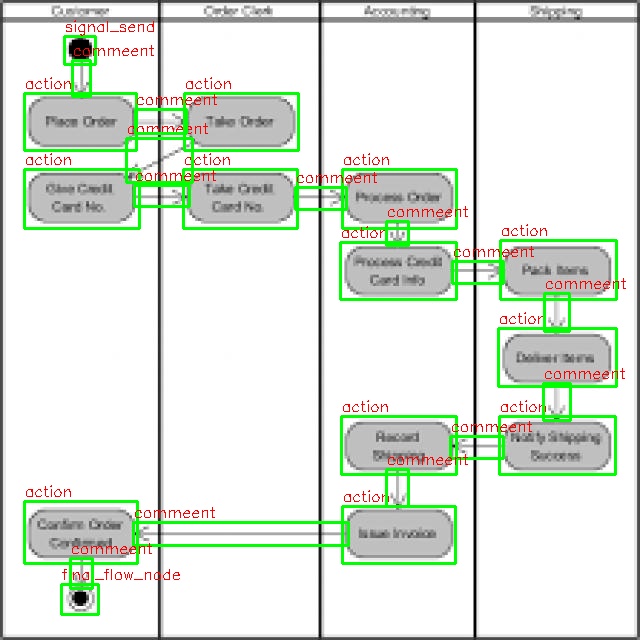 Customer Order Clerk Accounting Shipping
signal_send
commeent
action commeent action
Place Order Take Order
commeent
action commeent action commeent action
Give Credit Card No.
Take Credit Card No.
Process Order
commeent
action commeent action
Process Credit Card Info
Pack Items
commeent
action
Deliver Items
commeent
action commeent action
Record Shipping
Notify Shipping Success
commeent
action commeent action
Confirm Order Confirmed
Issue Invoice
commeent
final_flow_node